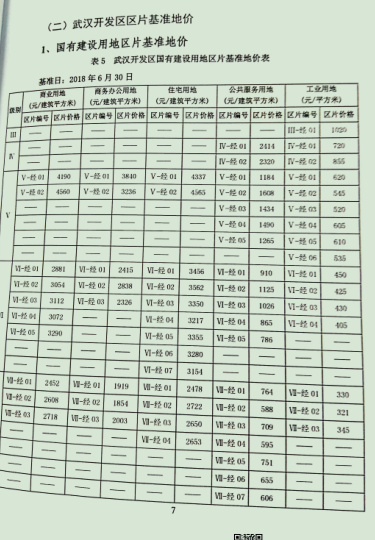 （二）武汉开发区区片基准地价
1、国有建设用地区片基准地价
表 5 武汉开发区国有建设用地区片基准地价表
基准日：2018 年 6 月 30 日
级别 商业用地（元/建筑平方米） 商务办公用地（元/建筑平方米） 住宅用地（元/建筑平方米） 公共服务用地（元/建筑平方米） 工业用地（元/平方米）
区片编号 区片价格 区片编号 区片价格 区片编号 区片价格 区片编号 区片价格 区片编号 区片价格
III —— —— —— —— —— —— —— —— III-经 01 1020
IV —— —— —— —— —— —— IV-经 01 2414 IV-经 01 720
—— —— —— —— —— —— IV-经 02 2320 IV-经 02 855
V V-经 01 4190 V-经 01 3840 V-经 01 4337 V-经 01 1184 V-经 01 620
V-经 02 4560 V-经 02 3236 V-经 02 4565 V-经 02 1608 V-经 02 545
—— —— —— —— —— —— V-经 03 1434 V-经 03 520
—— —— —— —— —— —— V-经 04 1490 V-经 04 605
—— —— —— —— —— —— V-经 05 1265 V-经 05 610
—— —— —— —— —— —— —— —— V-经 06 535
VI-经 01 2881 VI-经 01 2415 VI-经 01 3456 VI-经 01 910 VI-经 01 450
VI-经 02 3054 VI-经 02 2838 VI-经 02 3562 VI-经 02 1125 VI-经 02 425
VI-经 03 3112 VI-经 03 2326 VI-经 03 3350 VI-经 03 1026 VI-经 03 430
VI-经 04 3072 —— —— VI-经 04 3217 VI-经 04 865 VI-经 04 405
VI-经 05 3290 —— —— VI-经 05 3355 VI-经 05 786 —— ——
—— —— —— —— VI-经 06 3280 —— —— —— ——
—— —— —— —— VI-经 07 3154 —— —— —— ——
VII-经 01 2452 VII-经 01 1919 VII-经 01 2478 VII-经 01 764 VII-经 01 330
VII-经 02 2608 VII-经 02 1854 VII-经 02 2722 VII-经 02 588 VII-经 02 321
VII-经 03 2718 VII-经 03 2003 VII-经 03 2650 VII-经 03 709 VII-经 03 345
—— —— —— —— VII-经 04 2653 VII-经 04 595 —— ——
—— —— —— —— —— —— VII-经 05 751 —— ——
—— —— —— —— —— —— VII-经 06 655 —— ——
—— —— —— —— —— —— VII-经 07 606 —— ——
7